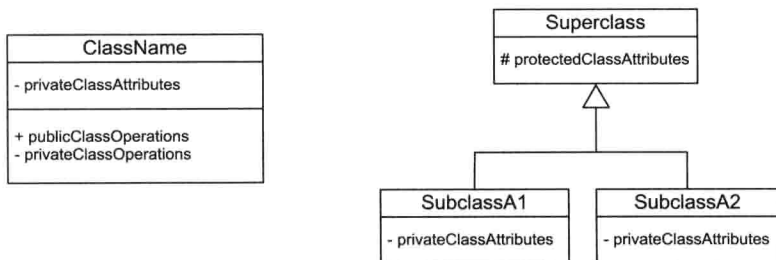 ClassName
- privateClassAttributes
+ publicClassOperations
- privateClassOperations
Superclass
# protectedClassAttributes
SubclassA1
- privateClassAttributes
SubclassA2
- privateClassAttributes